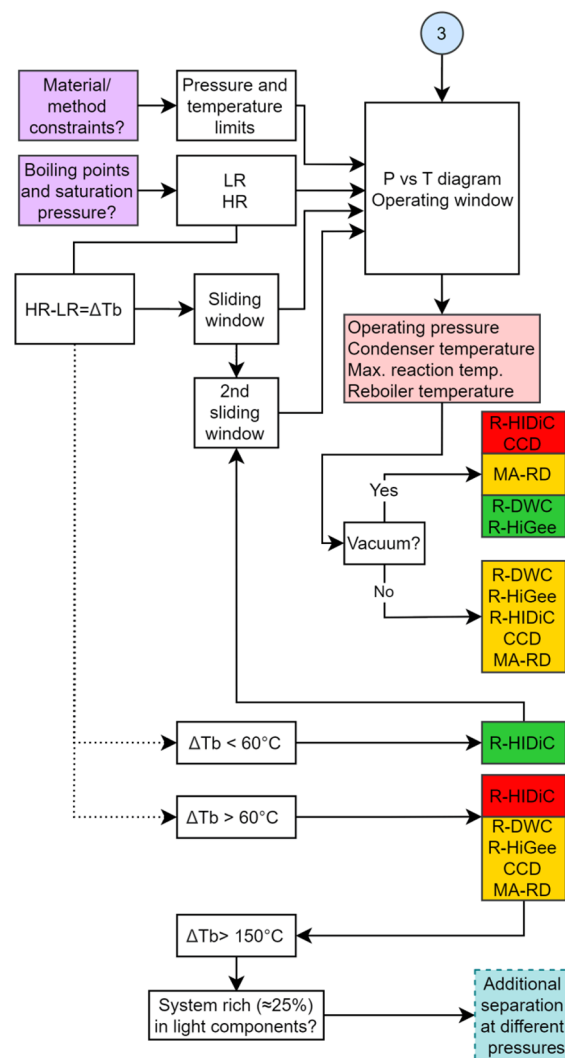 3
Material/
method
constraints?
Pressure and
temperature
limits
Boiling points
and saturation
pressure?
LR
HR
P vs T diagram
Operating window
HR-LR=ΔTb
Sliding
window
2nd
sliding
window
Operating pressure
Condenser temperature
Max. reaction temp.
Reboiler temperature
Vacuum?
Yes
No
R-HIDiC
CCD
MA-RD
R-DWC
R-HiGee
R-DWC
R-HiGee
R-HIDiC
CCD
MA-RD
ΔTb < 60°C
R-HIDiC
ΔTb > 60°C
R-HIDiC
R-DWC
R-HiGee
CCD
MA-RD
ΔTb> 150°C
System rich (≈25%)
in light components?
Additional
separation
at different
pressures